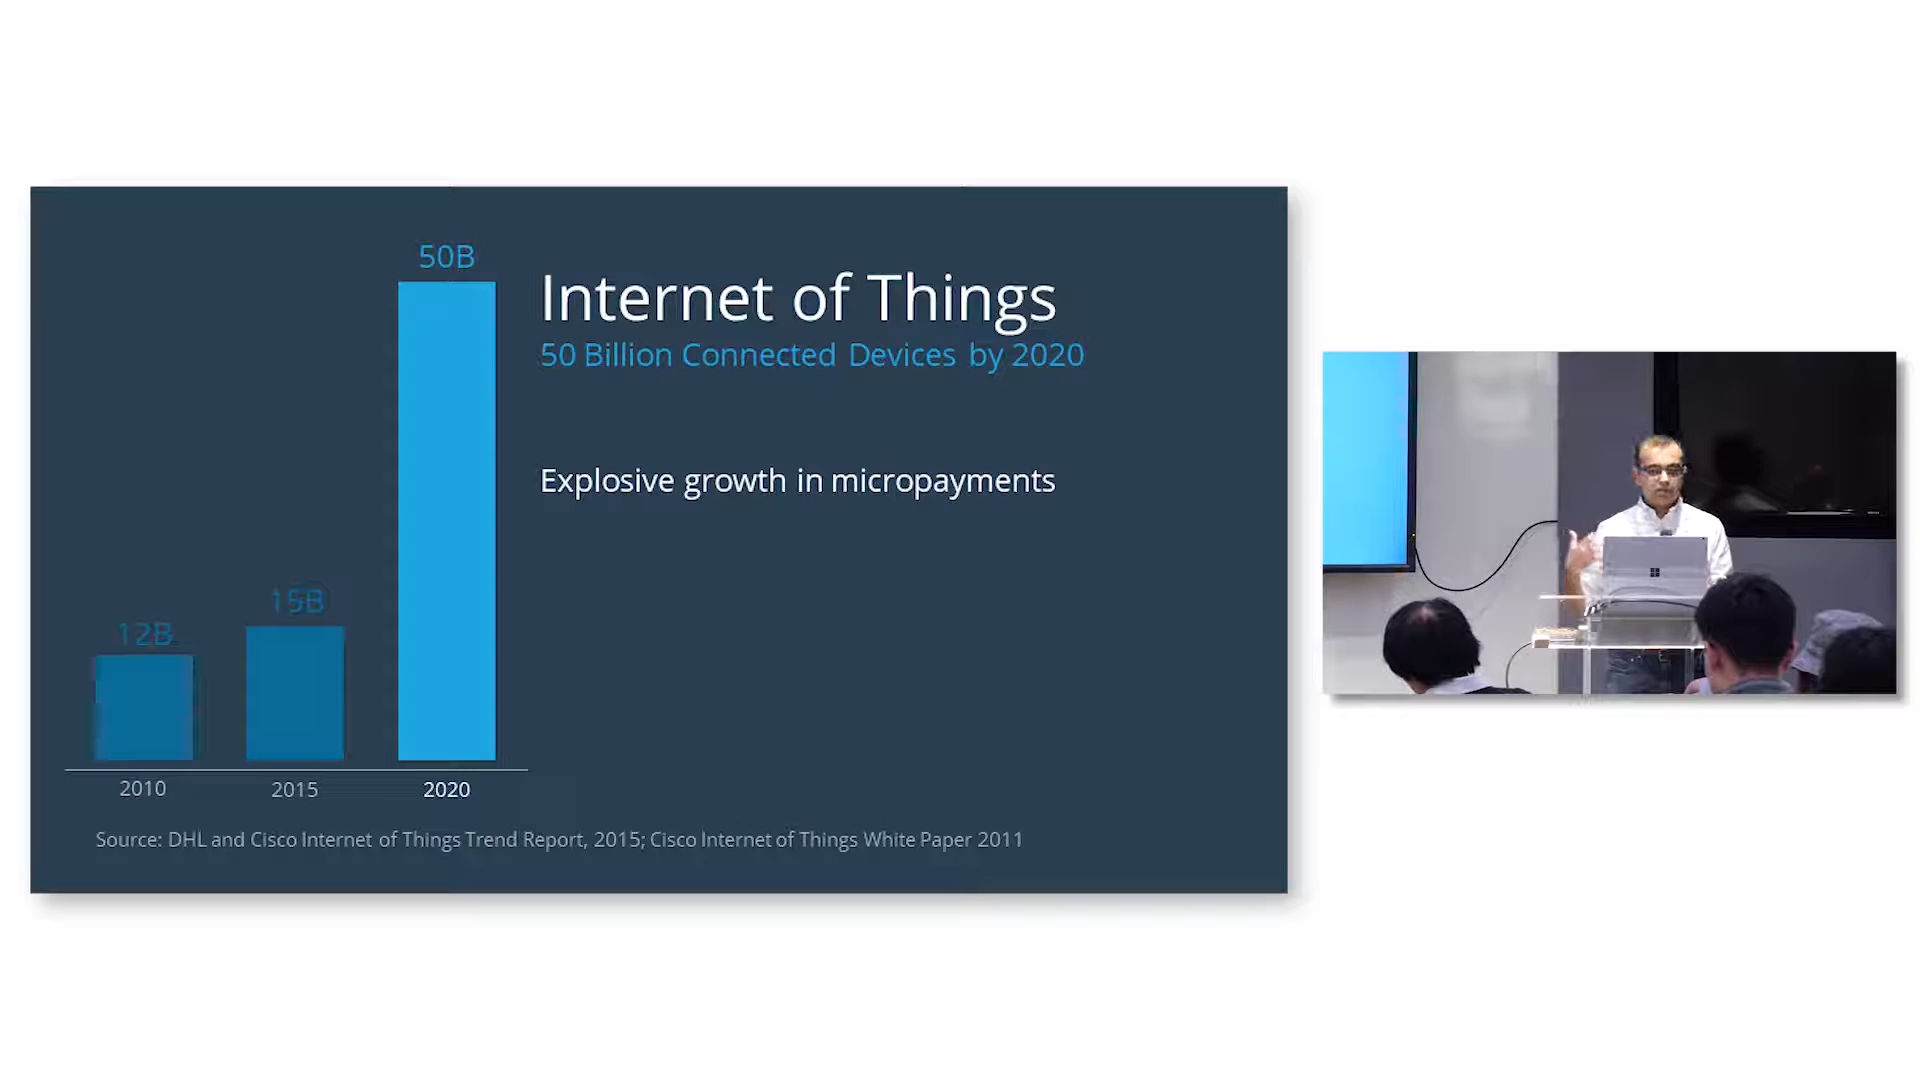 50B
Internet of Things
50 Billion Connected Devices by 2020
Explosive growth in micropayments
15B
12B
2010
2015
2020
Source: DHL and Cisco Internet of Things Trend Report, 2015; Cisco Internet of Things White Paper 2011